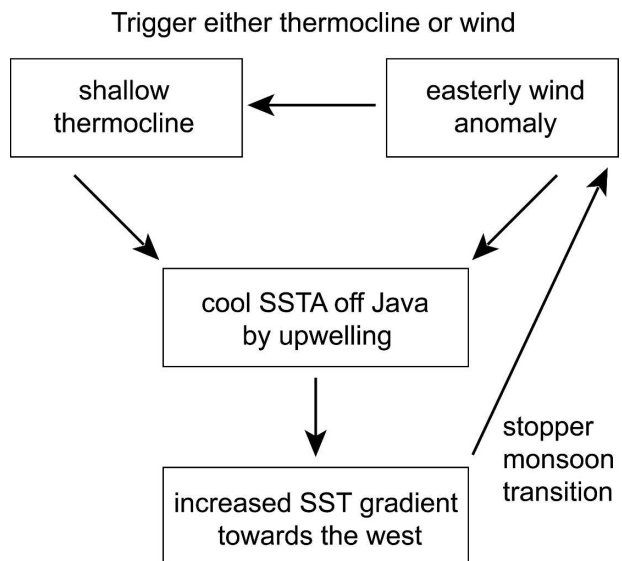 Trigger either thermocline or wind
shallow
thermocline
easterly wind
anomaly
cool SSTA off Java
by upwelling
stopper
monsoon
transition
increased SST gradient
towards the west